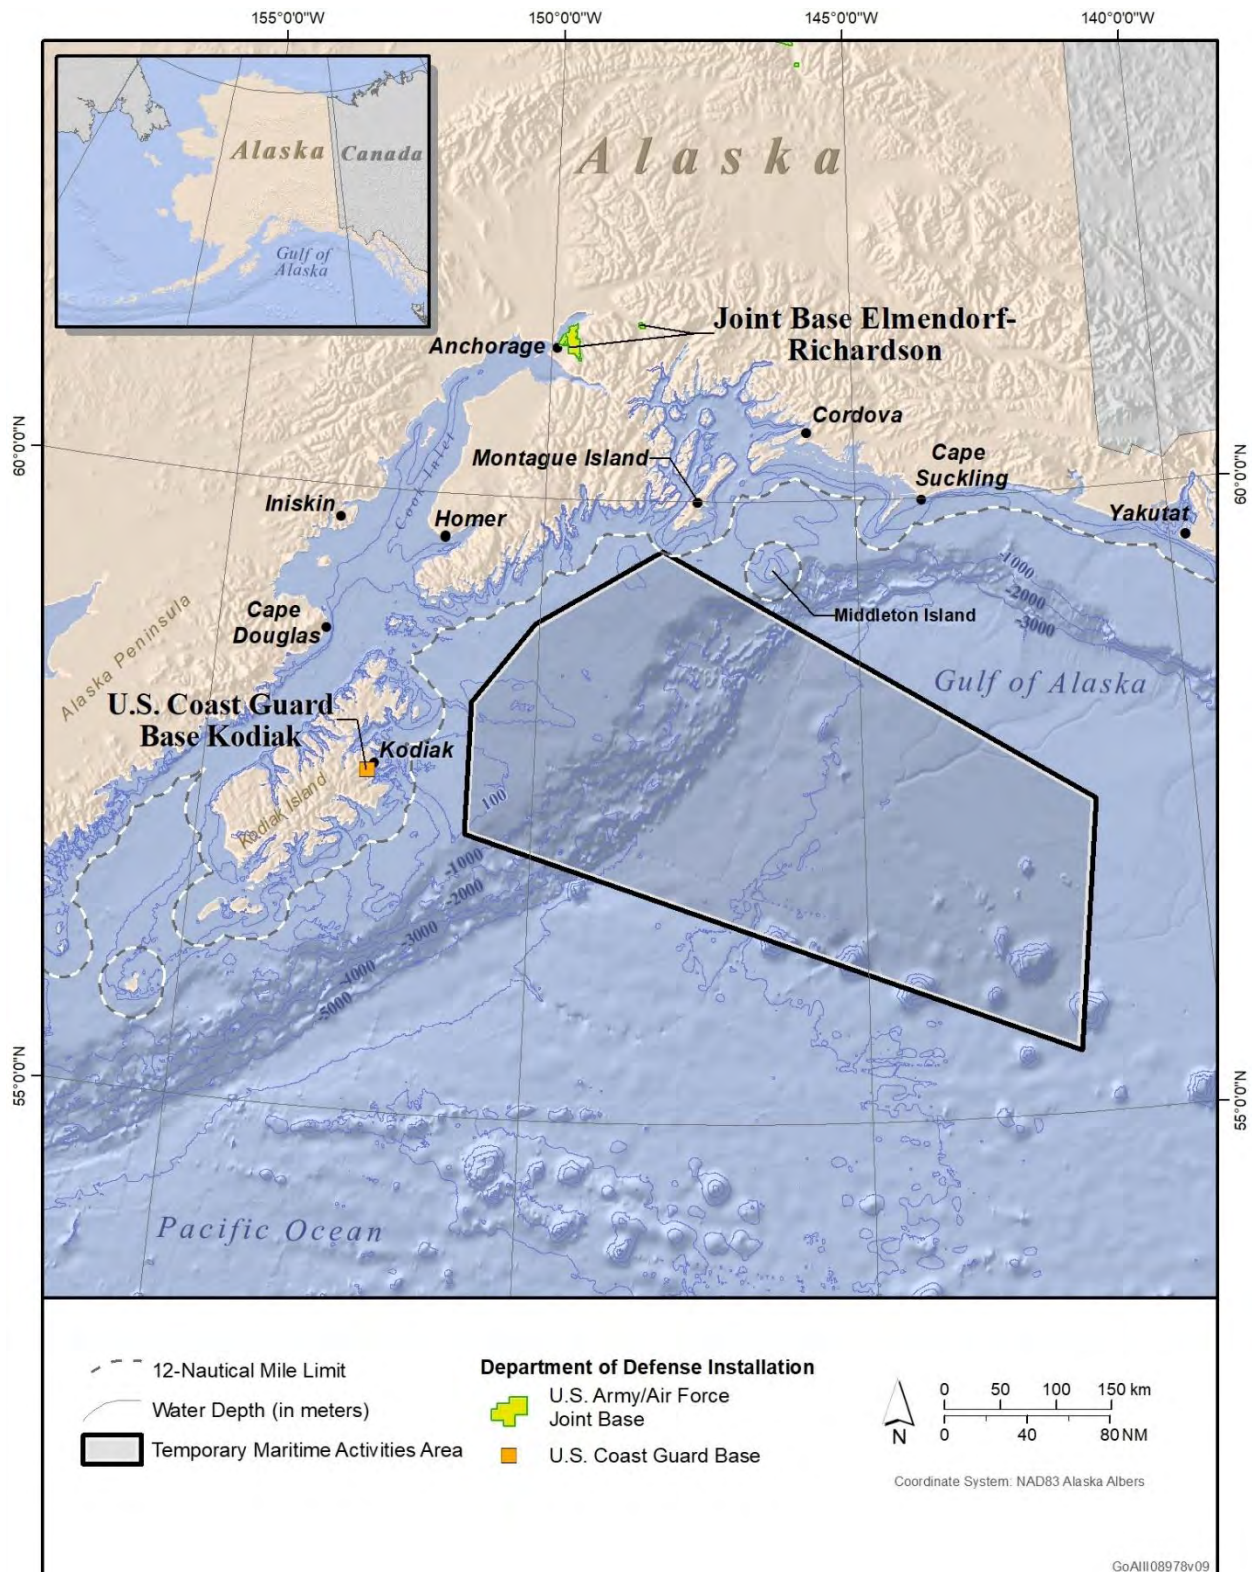 155°0'0"W
150°0'0"W
145°0'0"W
140°0'0"W
Alaska
Canada
Gulf of
Alaska
Alaska
Joint Base Elmendorf-
Richardson
Anchorage
Cordova
60°0'0"N
60°0'0"N
Montague Island
Cape
Suckling
Cook Inlet
Iniskin
Homer
Yakutat
-1000
-2000
-3000
Cape
Douglas
Middleton Island
Alaska Peninsula
Gulf of Alaska
U.S. Coast Guard
Base Kodiak
Kodiak
Kodiak Island
100
-1000
-2000
-3000
-4000
-5000
55°0'0"N
55°0'0"N
Pacific Ocean
12-Nautical Mile Limit
Water Depth (in meters)
Temporary Maritime Activities Area
Department of Defense Installation
U.S. Army/Air Force
Joint Base
U.S. Coast Guard Base
N
0 50 100 150 km
0 40 80 NM
Coordinate System: NAD83 Alaska Albers
GoAIII08978v09